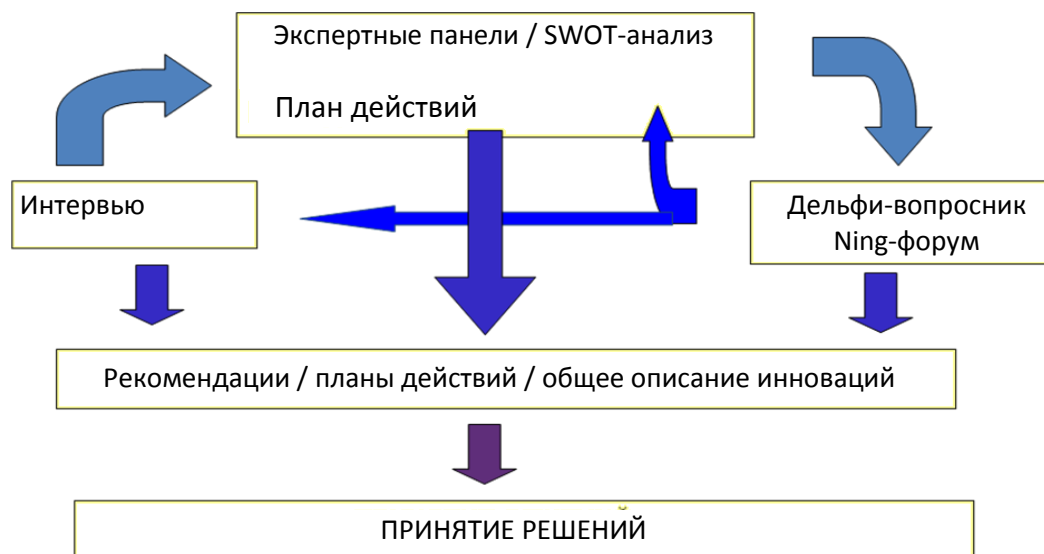 Экспертные панели / SWOT-анализ
План действий
Интервью
Дельфи-вопросник
Ning-форум
Рекомендации / планы действий / общее описание инноваций
ПРИНЯТИЕ РЕШЕНИЙ